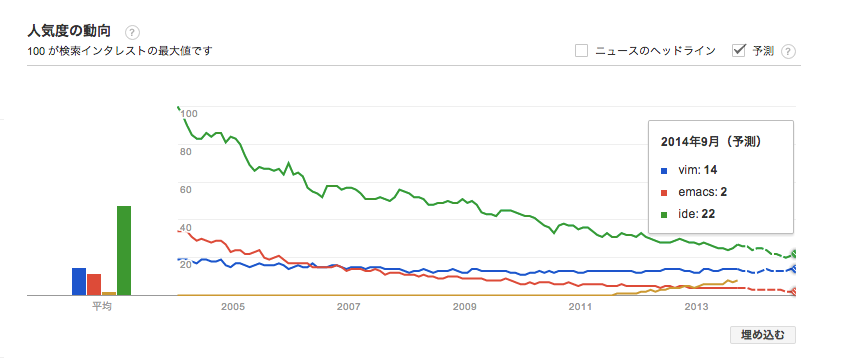 人気度の動向 ?
100 が検索インタレストの最大値です
ニュースのヘッドライン 予測 ?
100
80
60
40
20
2014年9月（予測）
vim: 14
emacs: 2
ide: 22
平均 2005 2007 2009 2011 2013
埋め込む